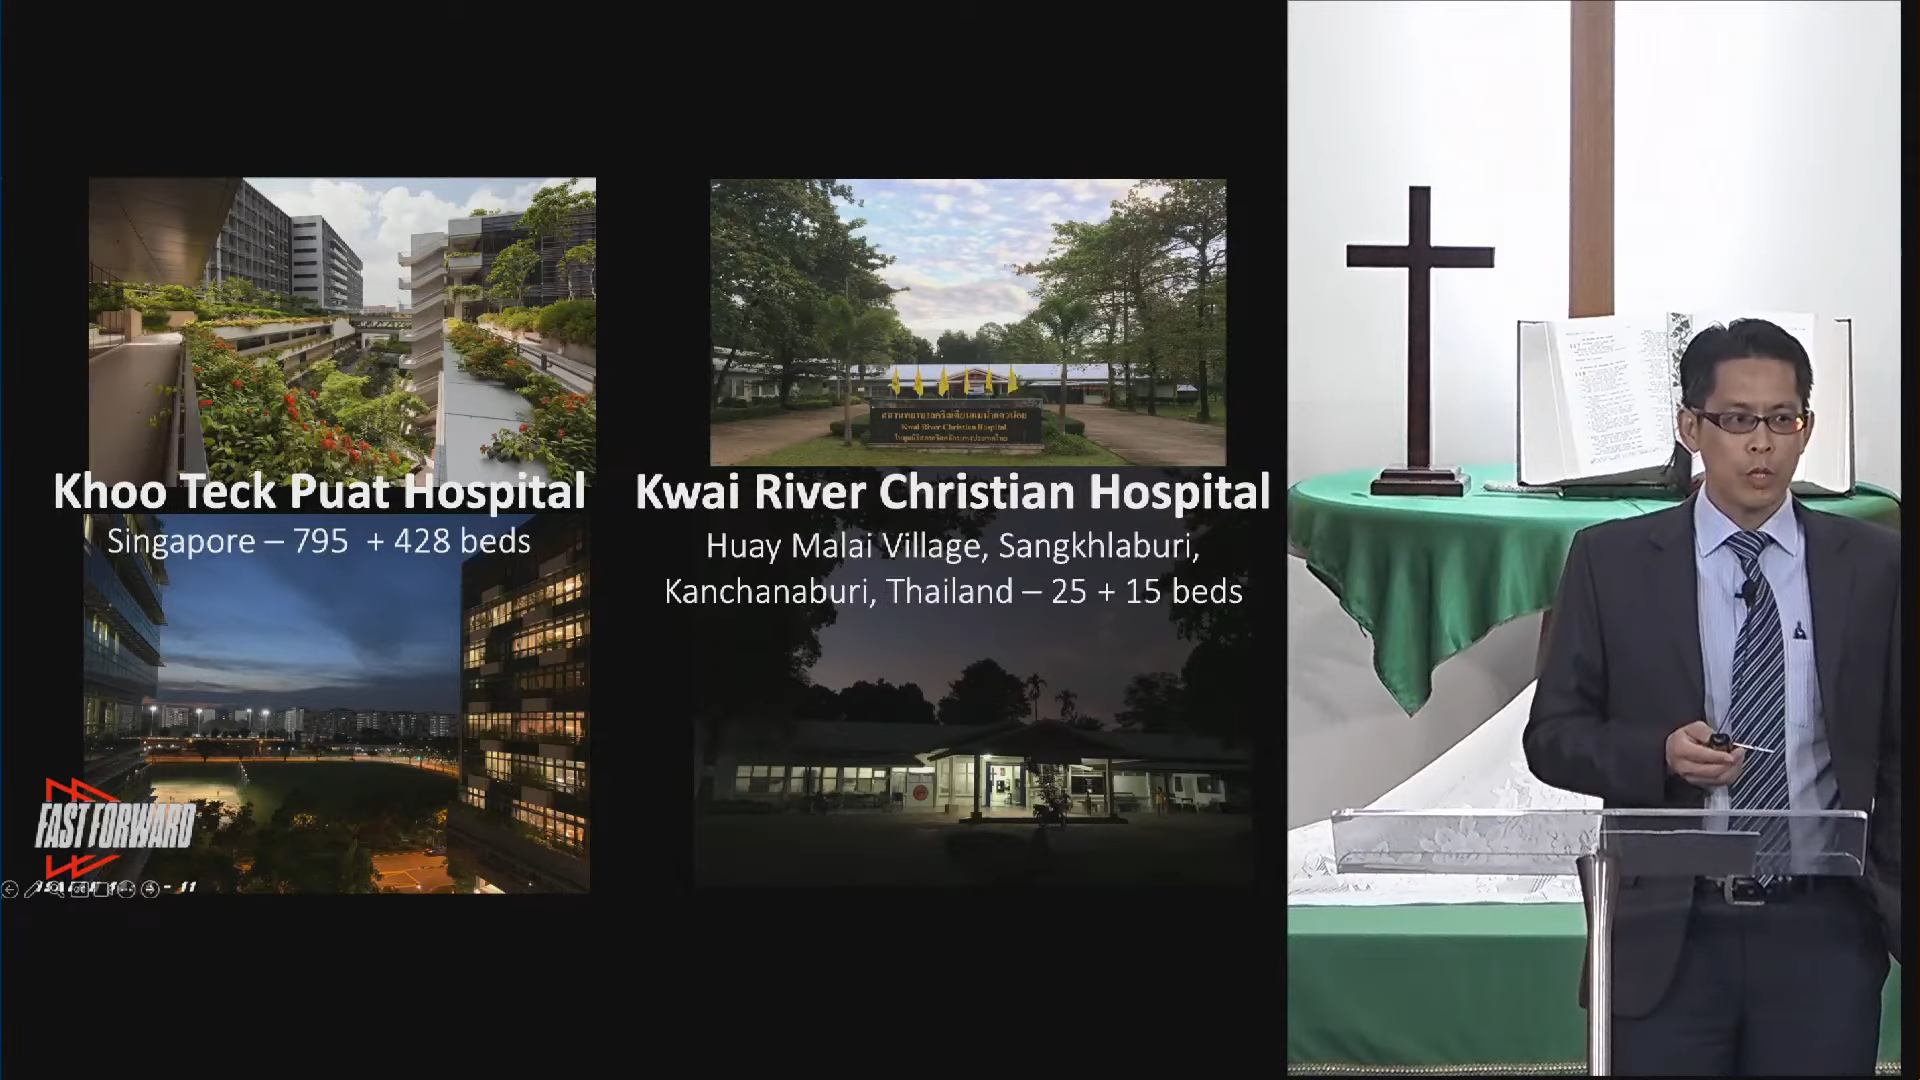 Khoo Teck Puat Hospital
Singapore – 795 + 428 beds
Kwai River Christian Hospital
Kwai River Christian Hospital
Huay Malai Village, Sangkhlaburi,
Kanchanaburi, Thailand – 25 + 15 beds
FAST FORWARD